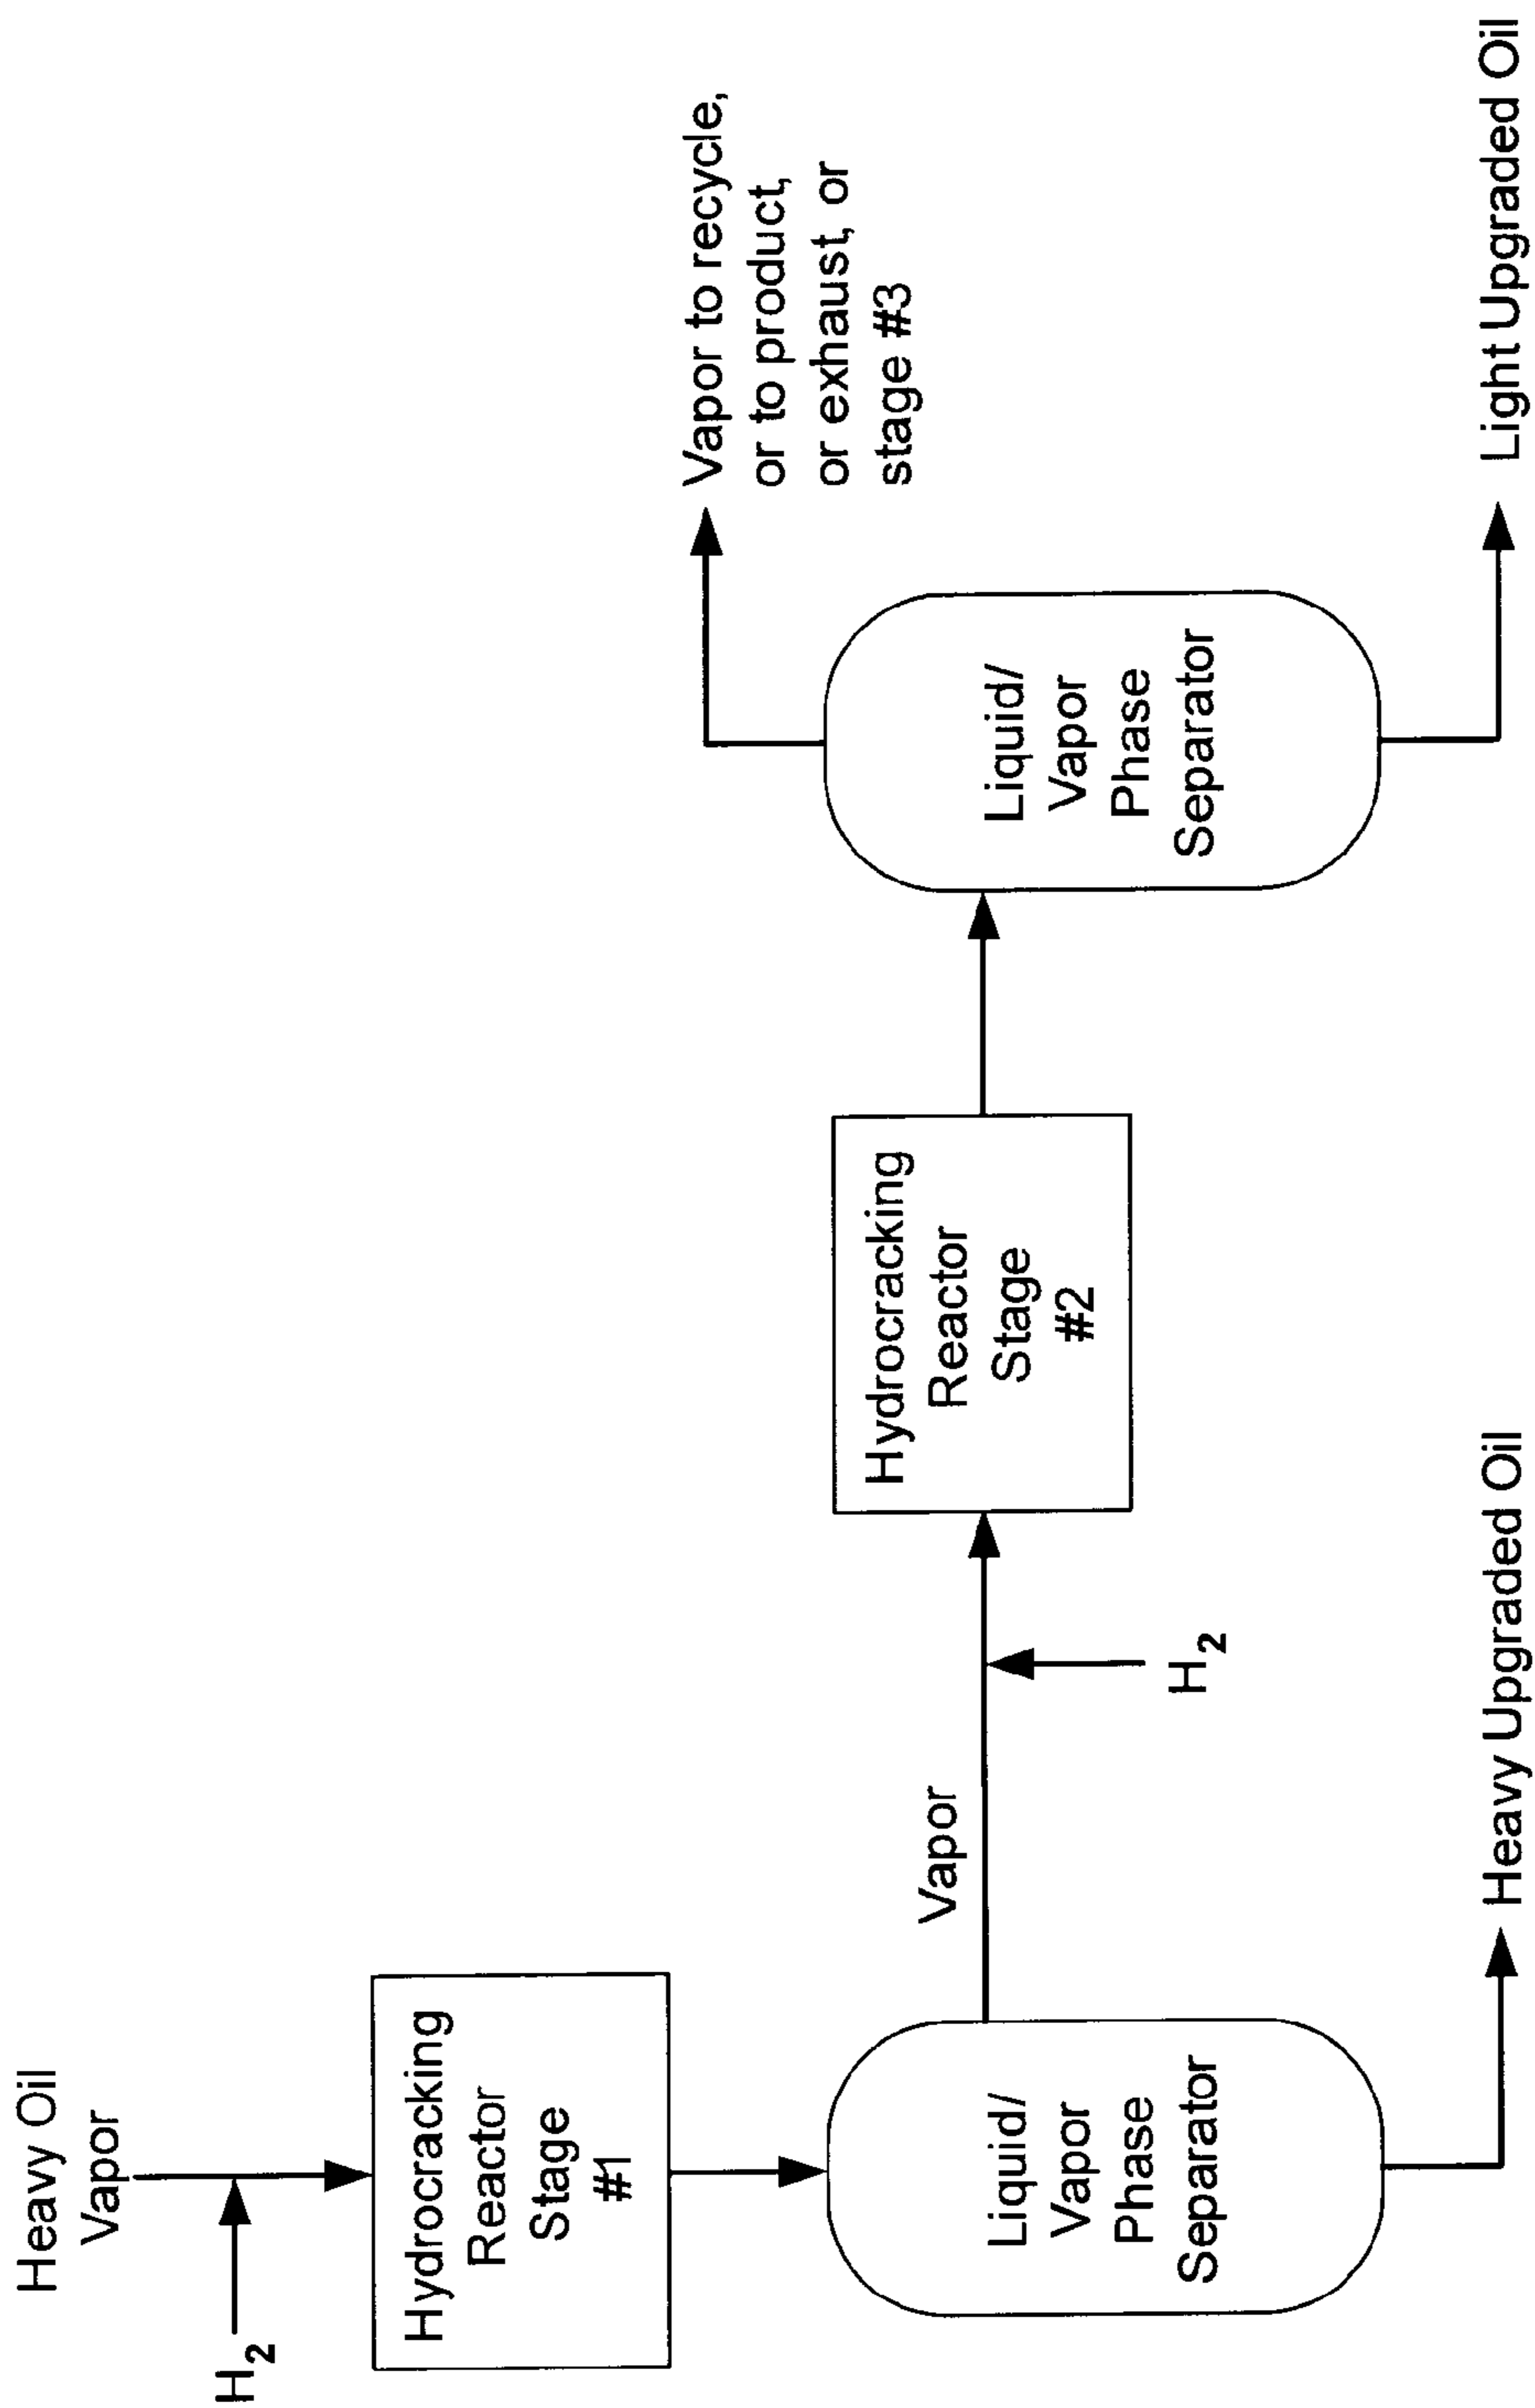 Heavy Oil
Vapor
H2
Hydrocracking
Reactor
Stage
#1
Liquid/
Vapor
Phase
Separator
Heavy Upgraded Oil
Vapor
H2
Hydrocracking
Reactor
Stage
#2
Liquid/
Vapor
Phase
Separator
Vapor to recycle,
or to product,
or exhaust, or
stage #3
Light Upgraded Oil